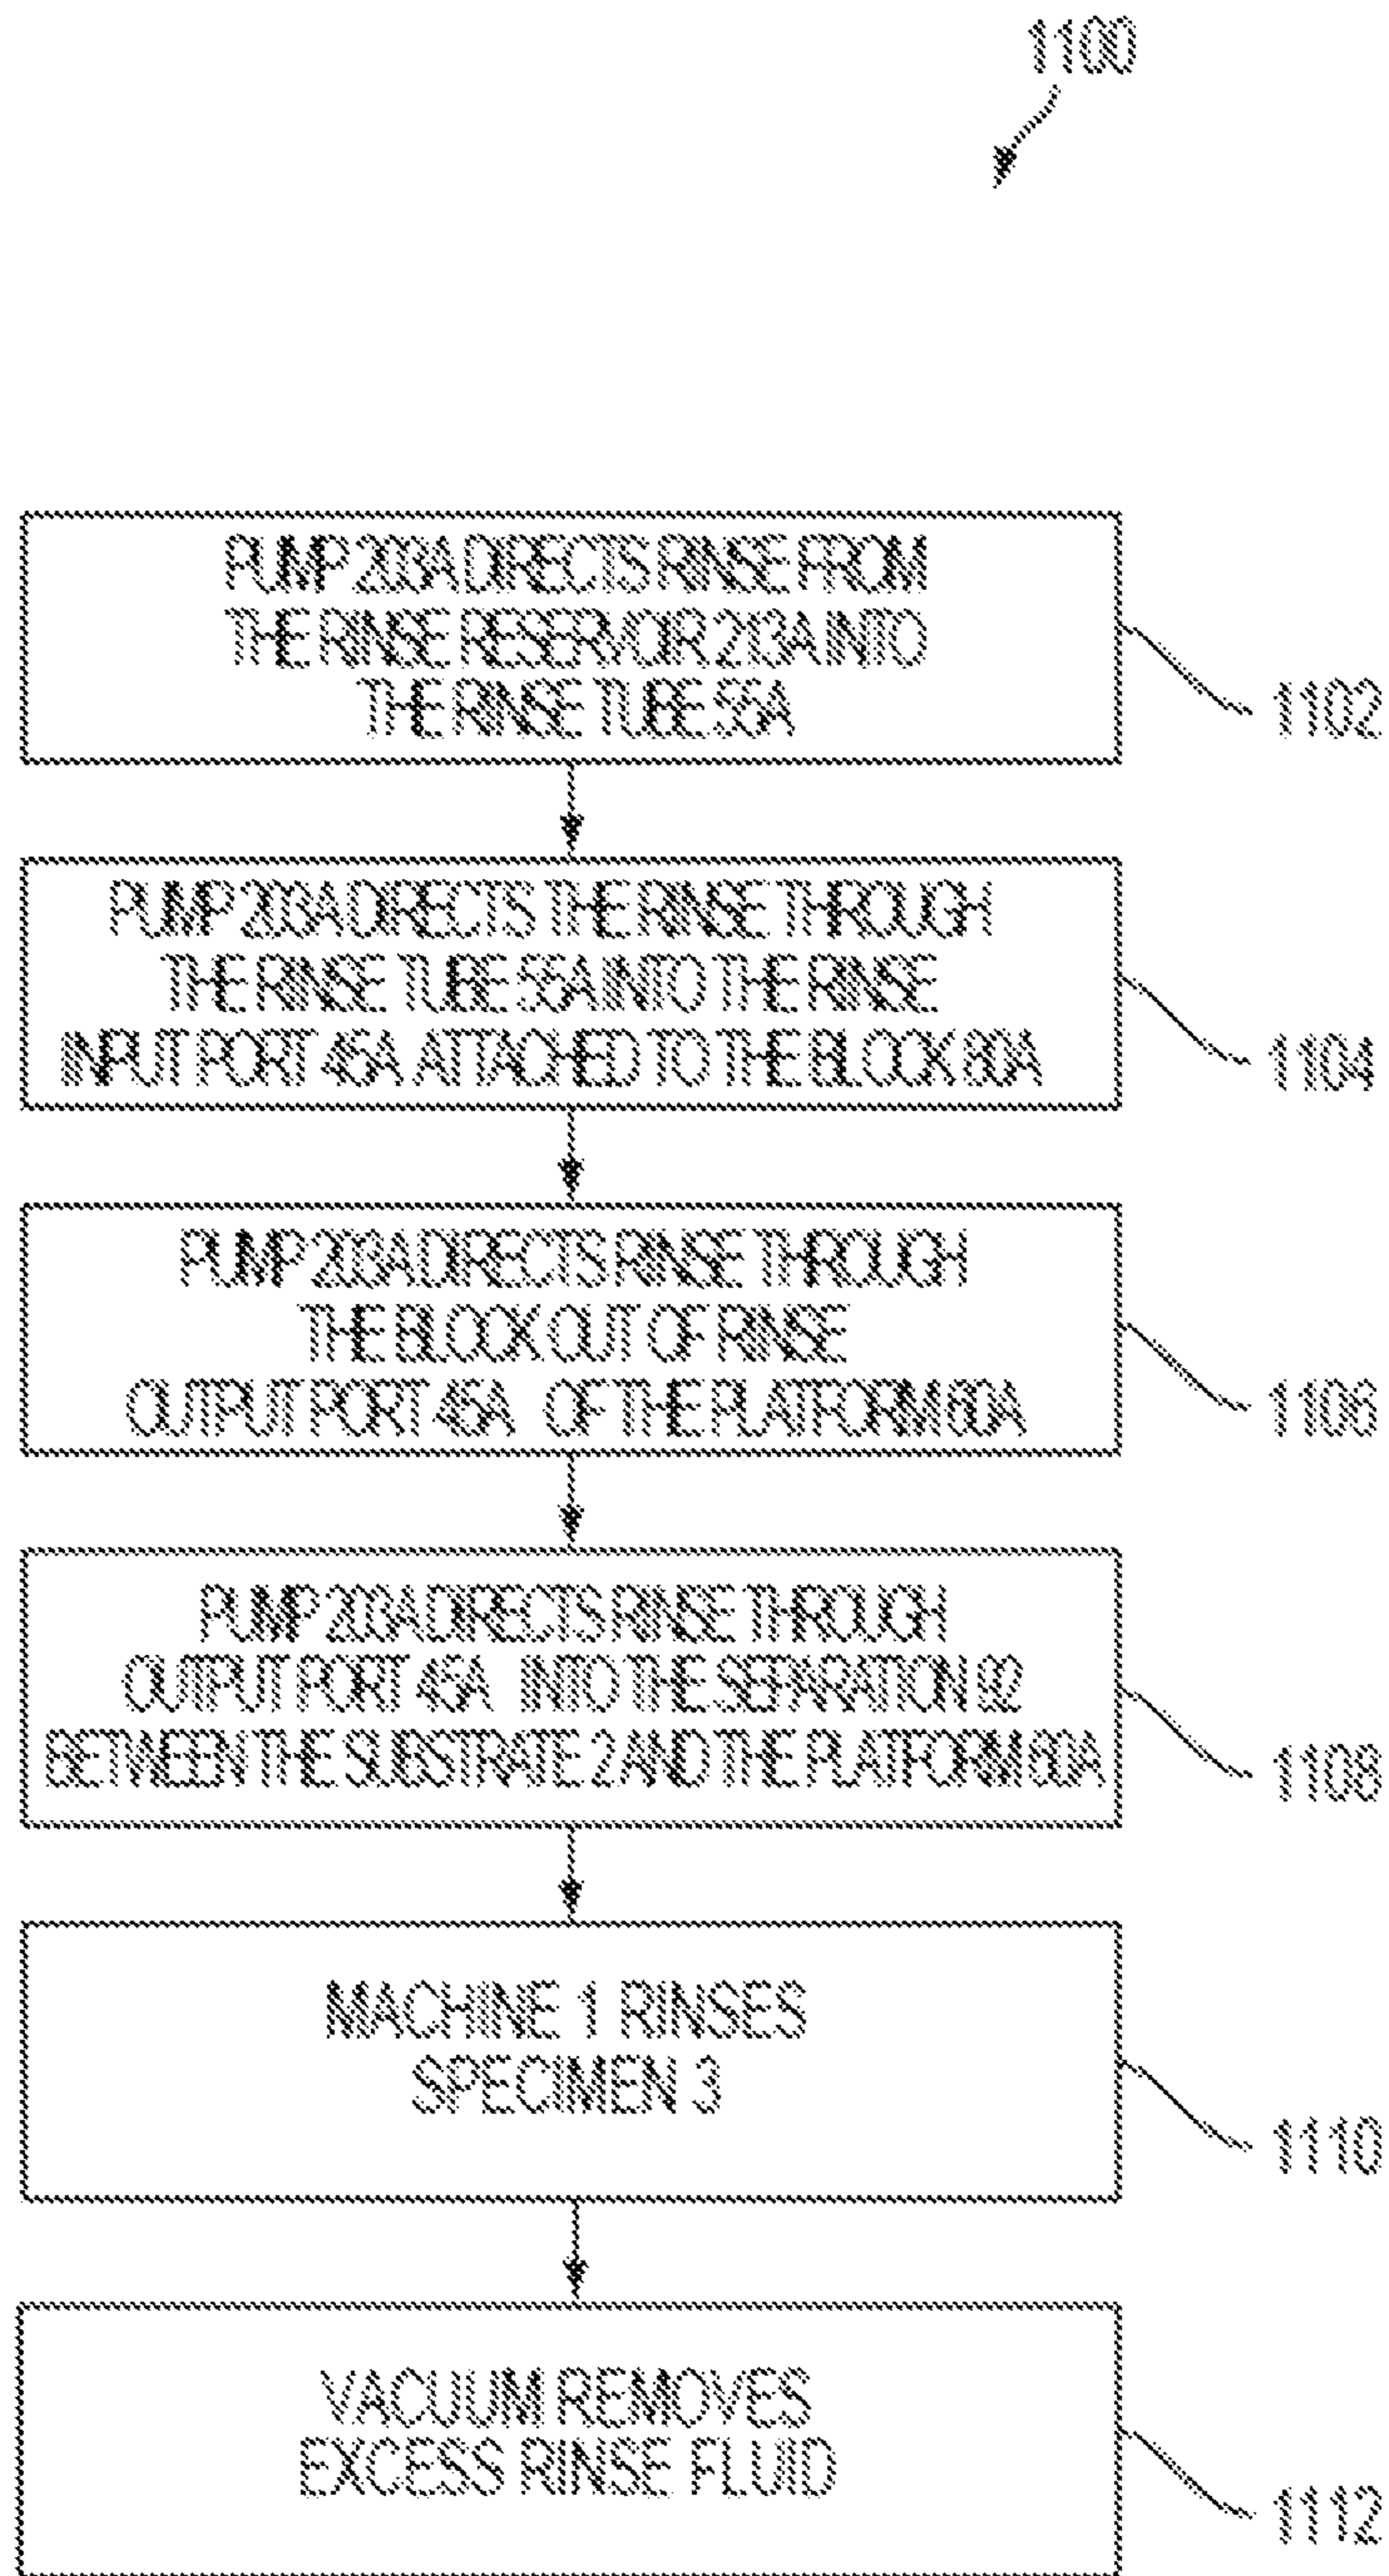 1100
PUMP 203A DIRECTS RINSE FROM
THE RINSE RESERVOIR 213A INTO
THE RINSE TUBE 55A
1102
PUMP 203A DIRECTS THE RINSE THROUGH
THE RINSE TUBE 55A INTO THE RINSE
INPUT PORT 45A ATTACHED TO THE BLOCK 80A
1104
PUMP 203A DIRECTS RINSE THROUGH
THE BLOCK OUT OF RINSE
OUTPUT PORT 45A OF THE PLATFORM 60A
1106
PUMP 203A DIRECTS RINSE THROUGH
OUTPUT PORT 45A INTO THE SEPARATION
BETWEEN THE SUBSTRATE 2 AND THE PLATFORM 60A
1108
MACHINE 1 RINSES
SPECIMEN 3
1110
VACUUM REMOVES
EXCESS RINSE FLUID
1112